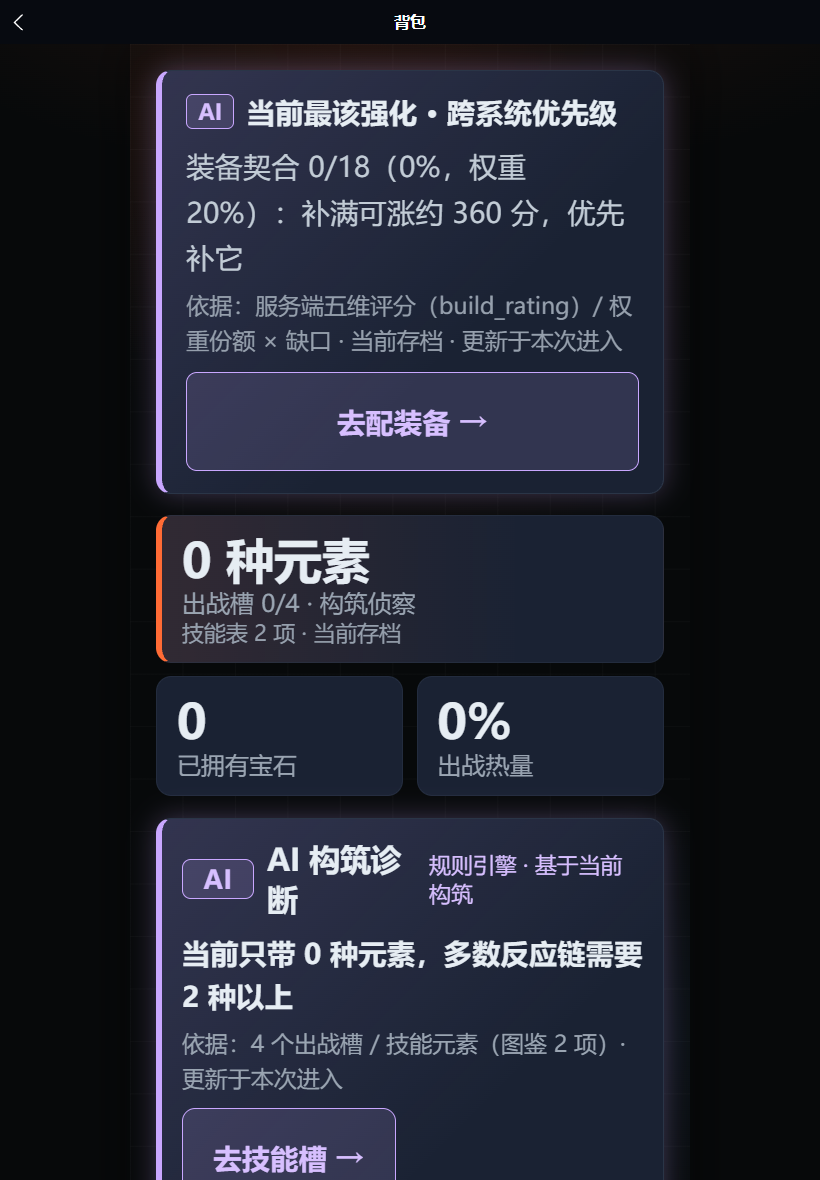 背包
AI 当前最该强化 · 跨系统优先级
装备契合 0/18（0%，权重
20%）：补满可涨约 360 分，优先
补它
依据：服务端五维评分（build_rating）/ 权
重份额 × 缺口 · 当前存档 · 更新于本次进入
去配装备 →
0 种元素
出战槽 0/4 · 构筑侦察
技能表 2 项 · 当前存档
0
已拥有宝石
0%
出战热量
AI
AI 构筑诊
断
规则引擎 · 基于当前
构筑
当前只带 0 种元素，多数反应链需要
2 种以上
依据：4 个出战槽 / 技能元素（图鉴 2 项）·
更新于本次进入
去技能槽 →